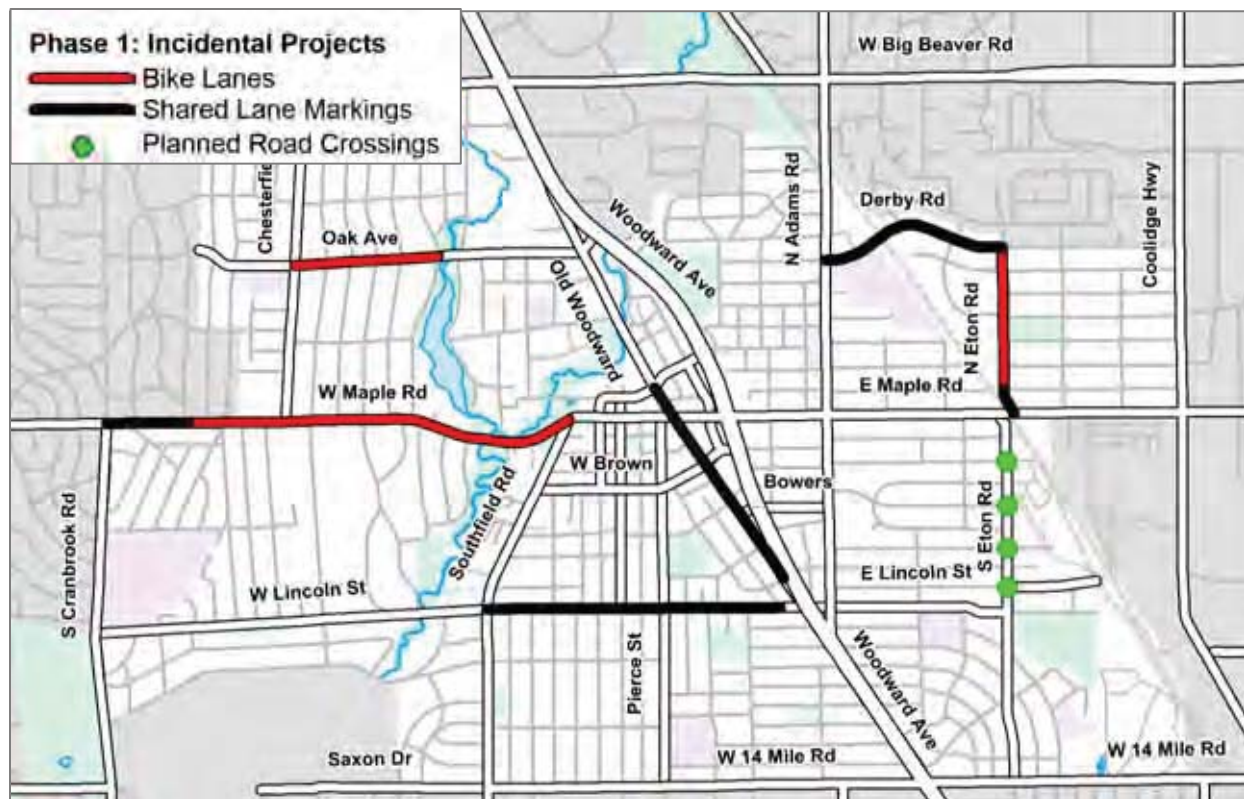 Phase 1: Incidental Projects
Bike Lanes
Shared Lane Markings
Planned Road Crossings
W Big Beaver Rd
Chesterfie
Oak Ave
Woodward Ave
N Adams Rd
Derby Rd
Coolidge Hwy
Old Woodward
N Eton Rd
W Maple Rd
E Maple Rd
S Cranbrook Rd
Southfield Rd
W Brown
Bowers
S Eton Rd
W Lincoln St
E Lincoln St
Pierce St
Woodward Ave
Saxon Dr
W 14 Mile Rd
W 14 Mile Rd